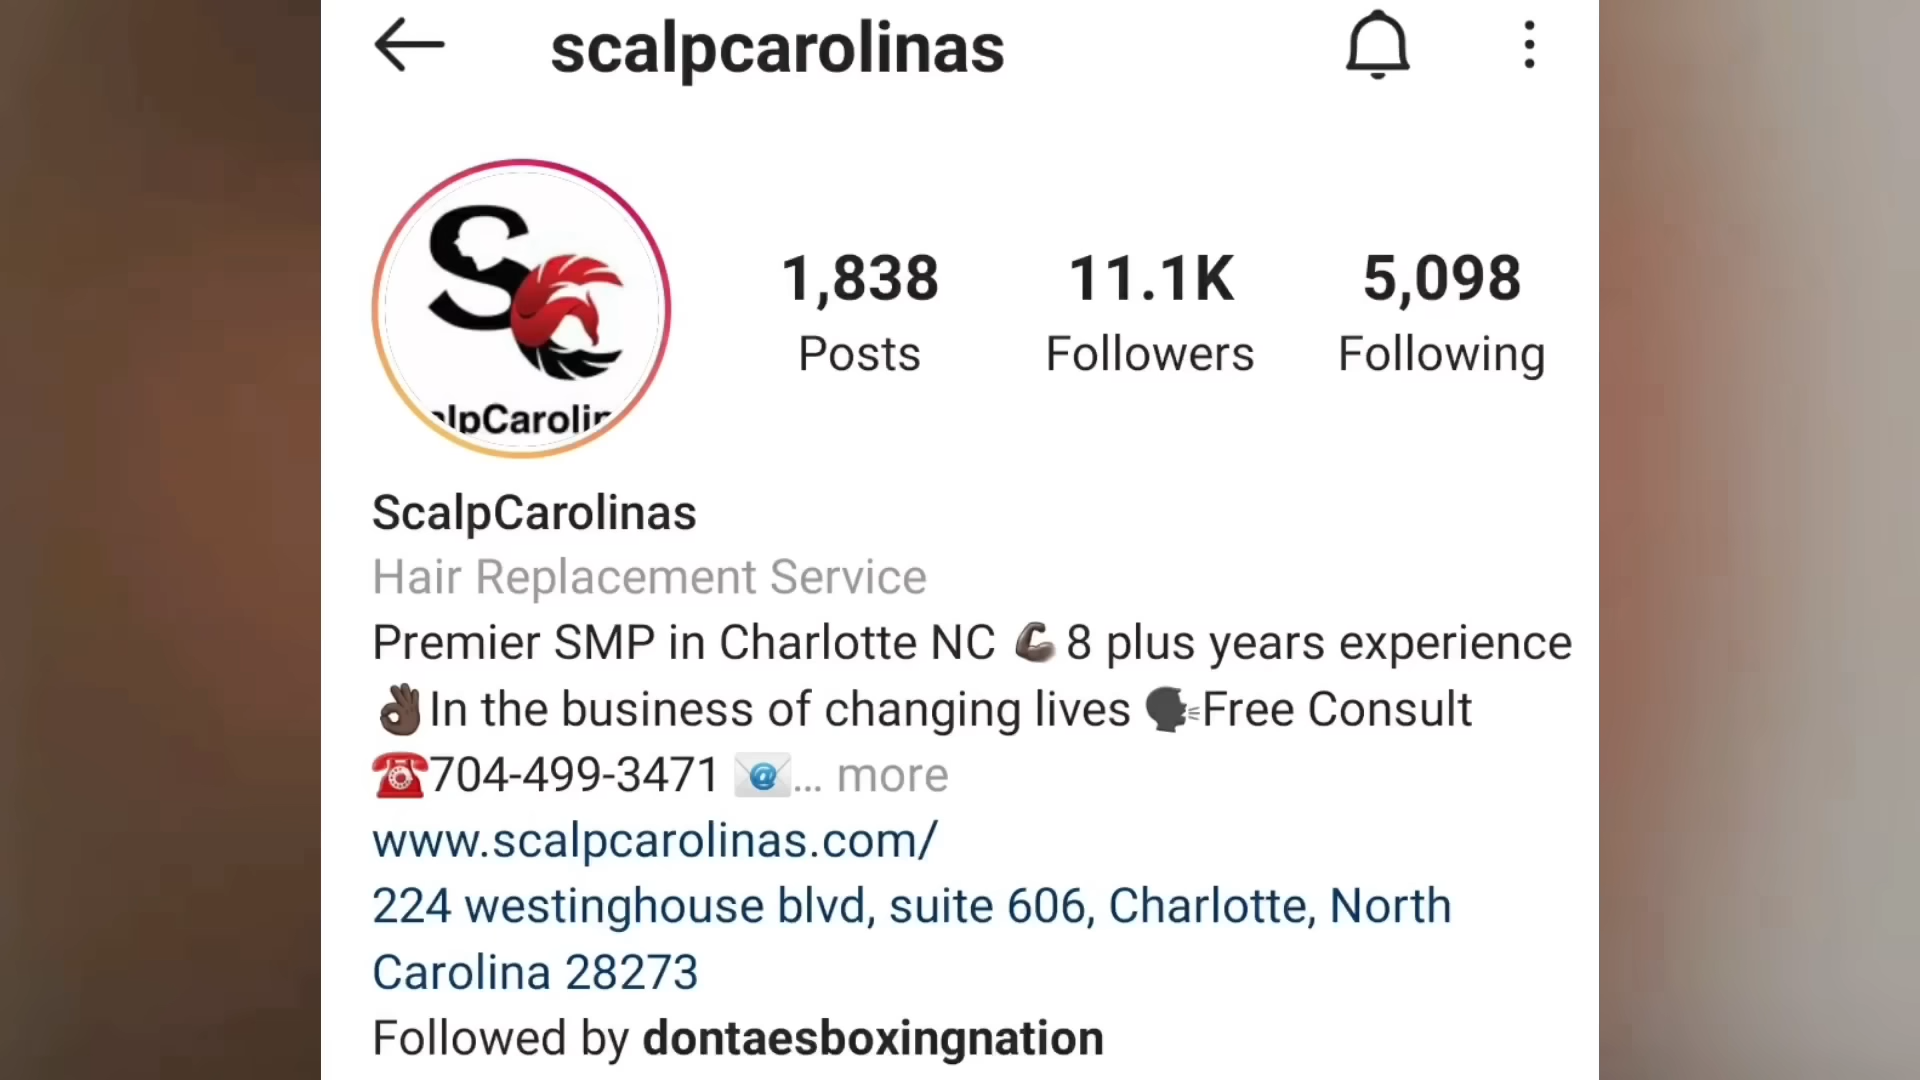 scalpcarolinas
SC
alpCarolin
1,838 11.1K 5,098
Posts Followers Following
ScalpCarolinas
Hair Replacement Service
Premier SMP in Charlotte NC 💪🏿 8 plus years experience
👌🏿In the business of changing lives 🗣Free Consult
☎️704-499-3471 📧... more
www.scalpcarolinas.com/
224 westinghouse blvd, suite 606, Charlotte, North
Carolina 28273
Followed by dontaesboxingnation